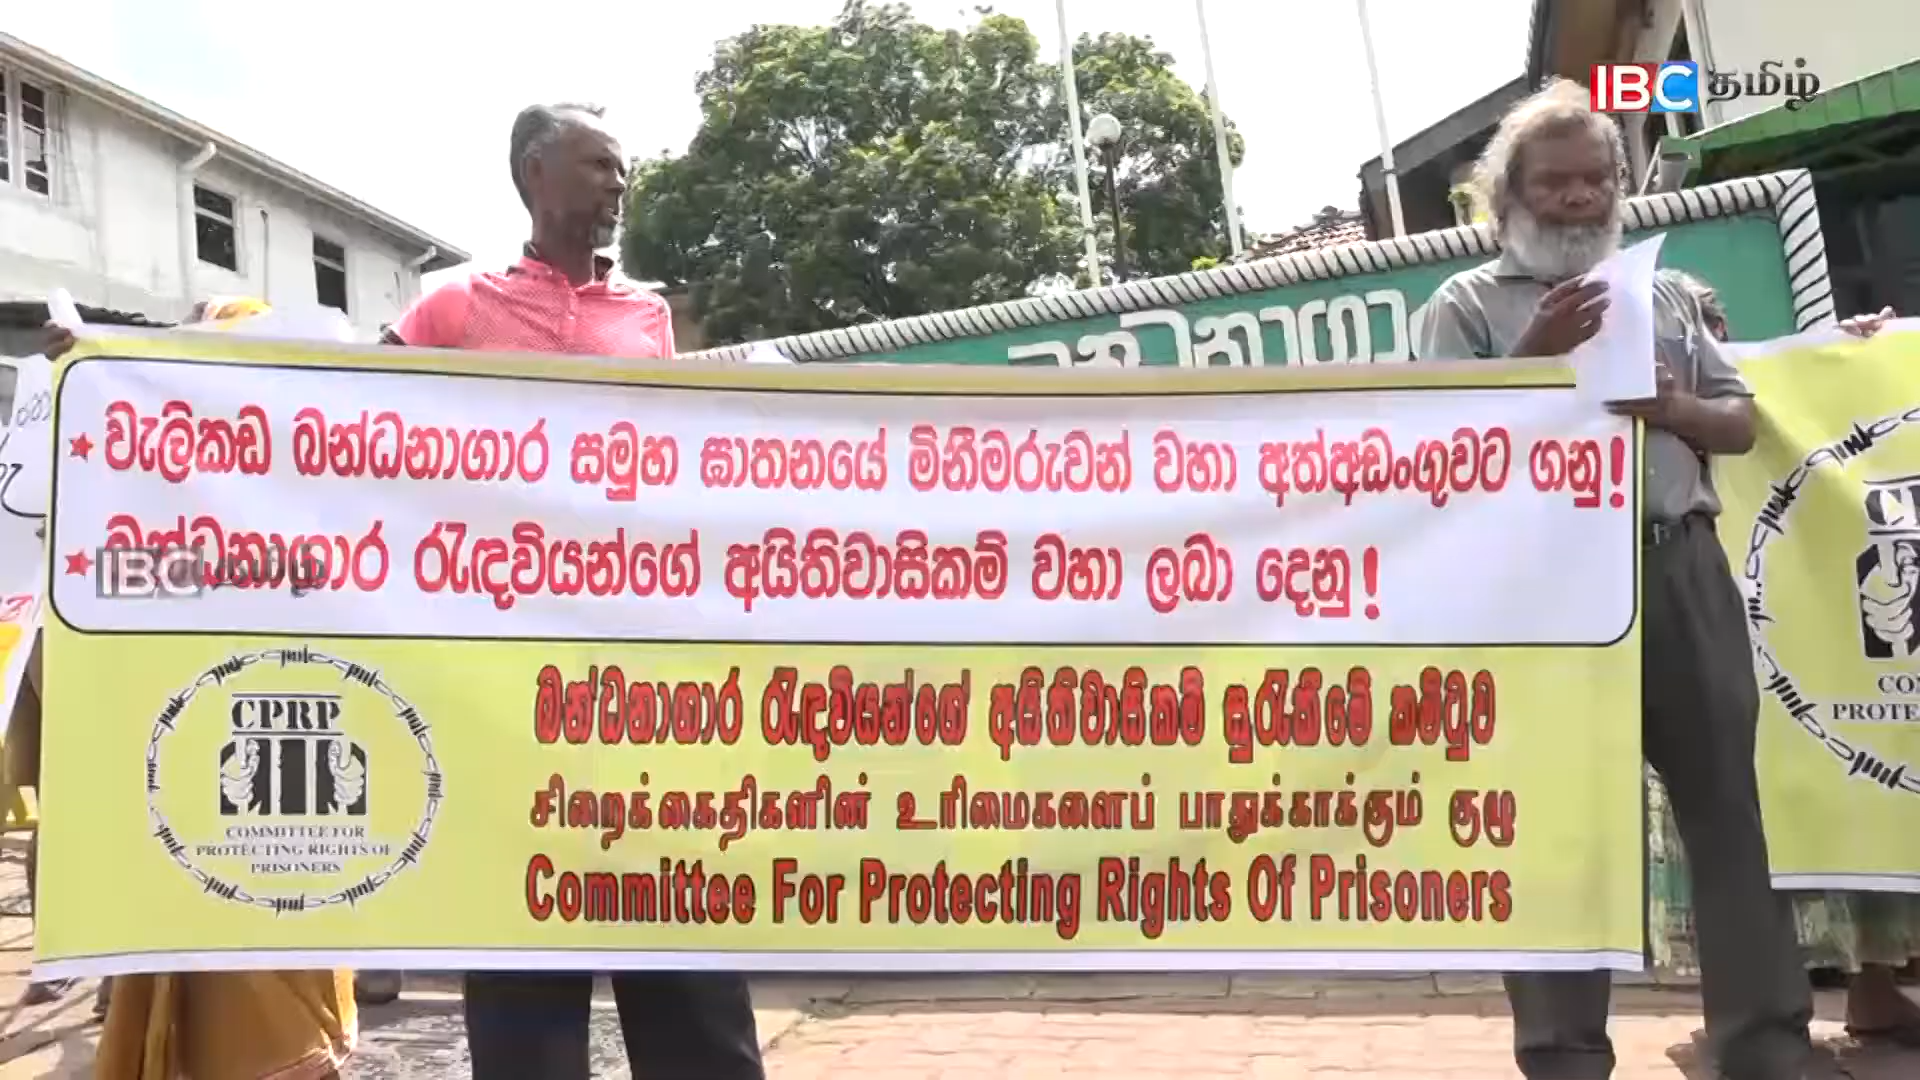 IBC தமிழ்
වැලිකඩ බන්ධනාගාර සමූහ ඝාතනයේ මිනීමරුවන් වහා අත්අඩංගුවට ගනු!
බන්ධනාගාර රැඳවියන්ගේ අයිතිවාසිකම් වහා ලබා දෙනු!
IBC தமிழ்
CPRP
COMMITTEE FOR
PROTECTING RIGHTS OF
PRISONERS
බන්ධනාගාර රැඳවියන්ගේ අයිතිවාසිකම් සුරැකීමේ කමිටුව
சிறைக்கைதிகளின் உரிமைகளைப் பாதுக்காக்கும் குழு
Committee For Protecting Rights Of Prisoners